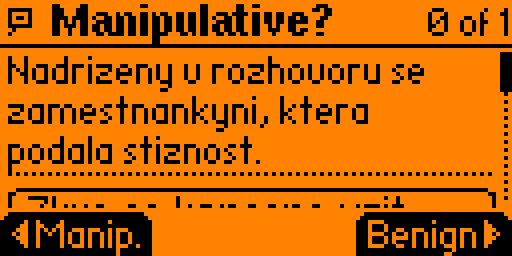 Manipulative?
0 of 1
Nadrizeny v rozhovoru se
zamestnankyni, ktera
podala stiznost.
Manip.
Benign